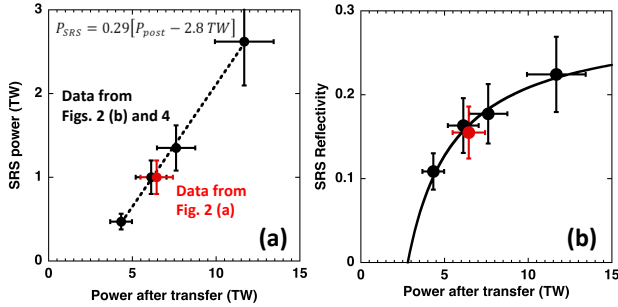 3
P_SRS = 0.29[P_post − 2.8 TW]
2
1
0
SRS power (TW)
Data from
Figs. 2 (b) and 4
Data from
Fig. 2 (a)
(a)
0 5 10 15
Power after transfer (TW)
0.3
0.2
0.1
0
SRS Reflectivity
(b)
0 5 10 15
Power after transfer (TW)